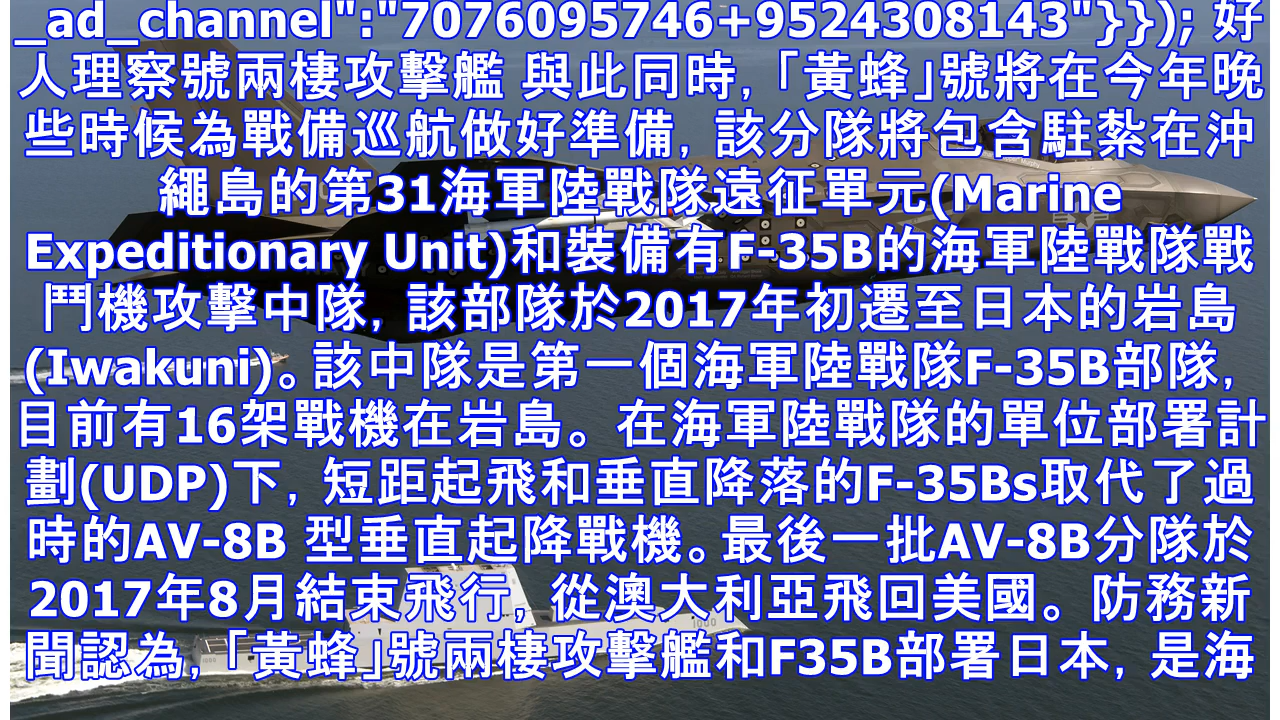 _ad_channel":"7076095746+9524308143"}}); 好
人理察號兩棲攻擊艦 與此同時,「黃蜂」號將在今年晚
些時候為戰備巡航做好準備, 該分隊將包含駐紮在沖
繩島的第31海軍陸戰隊遠征單元(Marine
Expeditionary Unit)和裝備有F-35B的海軍陸戰隊戰
鬥機攻擊中隊, 該部隊於2017年初遷至日本的岩島
(Iwakuni)。該中隊是第一個海軍陸戰隊F-35B部隊,
目前有16架戰機在岩島。在海軍陸戰隊的單位部署計
劃(UDP)下, 短距起飛和垂直降落的F-35Bs取代了過
時的AV-8B 型垂直起降戰機。最後一批AV-8B分隊於
2017年8月結束飛行, 從澳大利亞飛回美國。防務新
聞認為,「黃蜂」號兩棲攻擊艦和F35B部署日本, 是海
1000
1000